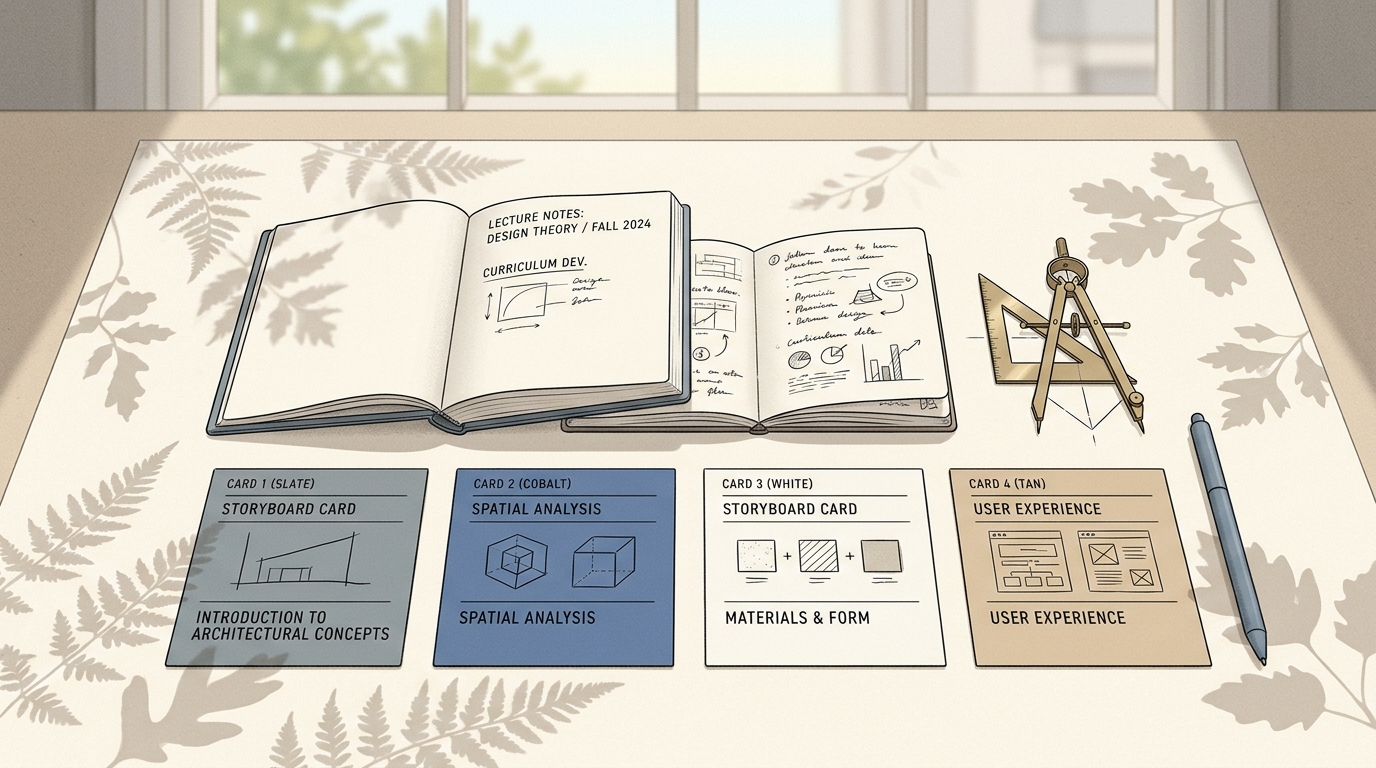 LECTURE NOTES:
DESIGN THEORY / FALL 2024
CURRICULUM DEV.
Design
Curriculum
CARD 1 (SLATE)
STORYBOARD CARD
INTRODUCTION TO
ARCHITECTURAL CONCEPTS
CARD 2 (COBALT)
SPATIAL ANALYSIS
SPATIAL ANALYSIS
CARD 3 (WHITE)
STORYBOARD CARD
MATERIALS & FORM
CARD 4 (TAN)
USER EXPERIENCE
USER EXPERIENCE